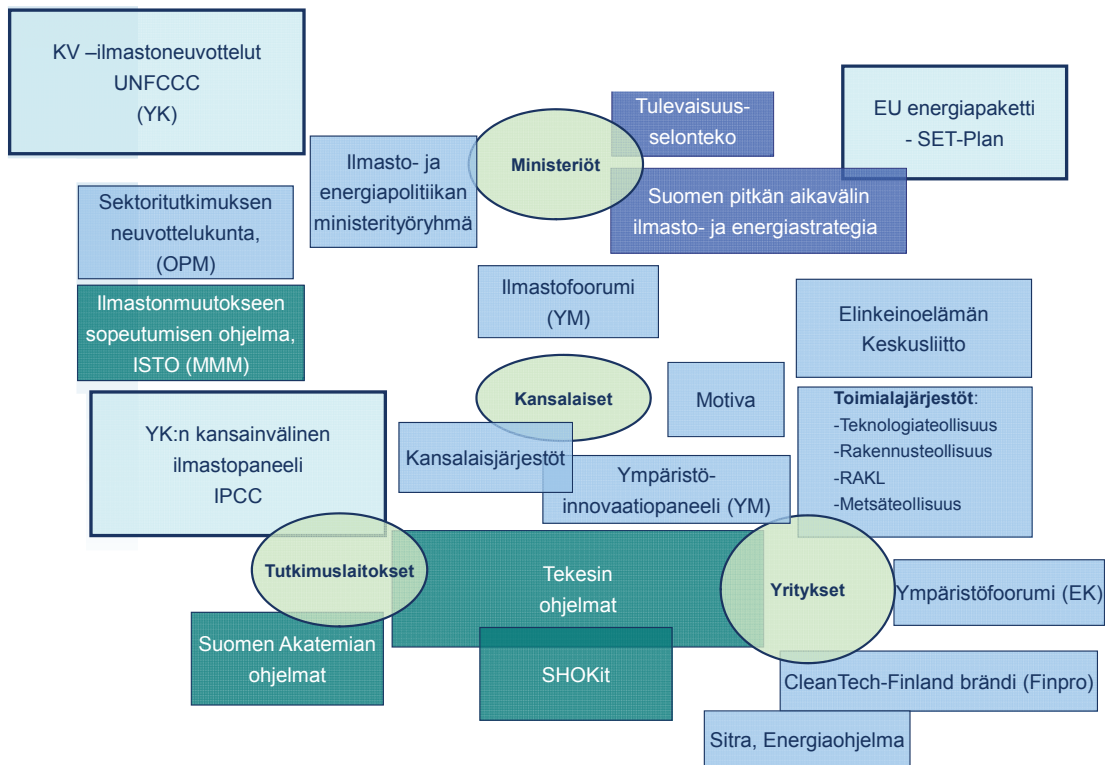 KV –ilmastoneuvottelut
UNFCCC
(YK)
Tulevaisuus-
selonteko
EU energiapaketti
- SET-Plan
Ilmasto- ja
energiapolitiikan
ministerityöryhmä
Ministeriöt
Suomen pitkän aikavälin
ilmasto- ja energiastrategia
Sektoritutkimuksen
neuvottelukunta,
(OPM)
Ilmastofoorumi
(YM)
Elinkeinoelämän
Keskusliitto
Ilmastonmuutokseen
sopeutumisen ohjelma,
ISTO (MMM)
Kansalaiset
Motiva
Toimialajärjestöt:
-Teknologiateollisuus
-Rakennusteollisuus
-RAKL
-Metsäteollisuus
YK:n kansainvälinen
ilmastopaneeli
IPCC
Kansalaisjärjestöt
Ympäristö-
innovaatiopaneeli (YM)
Tutkimuslaitokset
Tekesin
ohjelmat
Yritykset
Ympäristöfoorumi (EK)
Suomen Akatemian
ohjelmat
SHOKit
CleanTech-Finland brändi (Finpro)
Sitra, Energiaohjelma